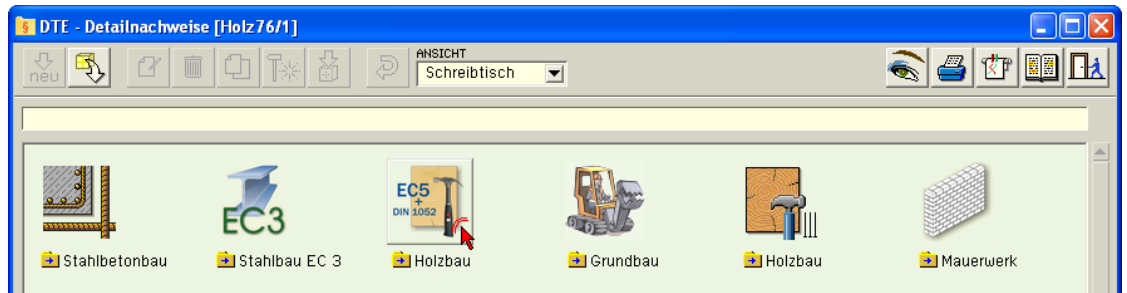 DTE - Detailnachweise [Holz76/1]
neu
ANSICHT
Schreibtisch
EC3
EC5
+
DIN 1052
Stahlbetonbau
Stahlbau EC 3
Holzbau
Grundbau
Holzbau
Mauerwerk